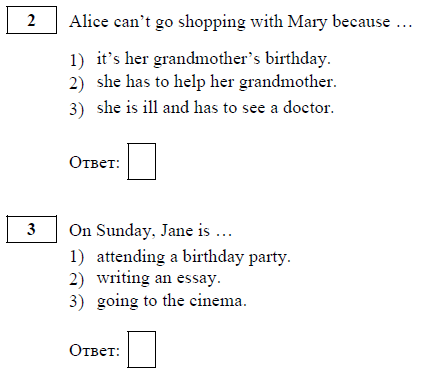 2 Alice can’t go shopping with Mary because …
1) it’s her grandmother’s birthday.
2) she has to help her grandmother.
3) she is ill and has to see a doctor.
Ответ:
3 On Sunday, Jane is …
1) attending a birthday party.
2) writing an essay.
3) going to the cinema.
Ответ: